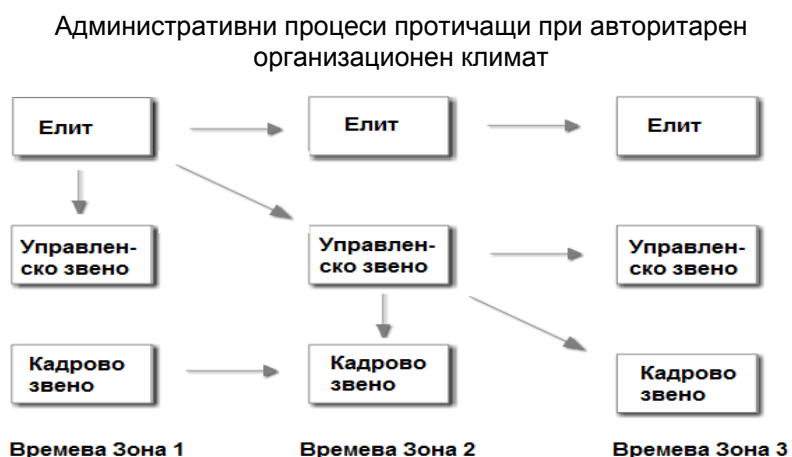 Административни процеси протичащи при авторитарен
организационен климат
Елит
Елит
Елит
Управлен-
ско звено
Управлен-
ско звено
Управлен-
ско звено
Кадрово
звено
Кадрово
звено
Кадрово
звено
Времева Зона 1
Времева Зона 2
Времева Зона 3